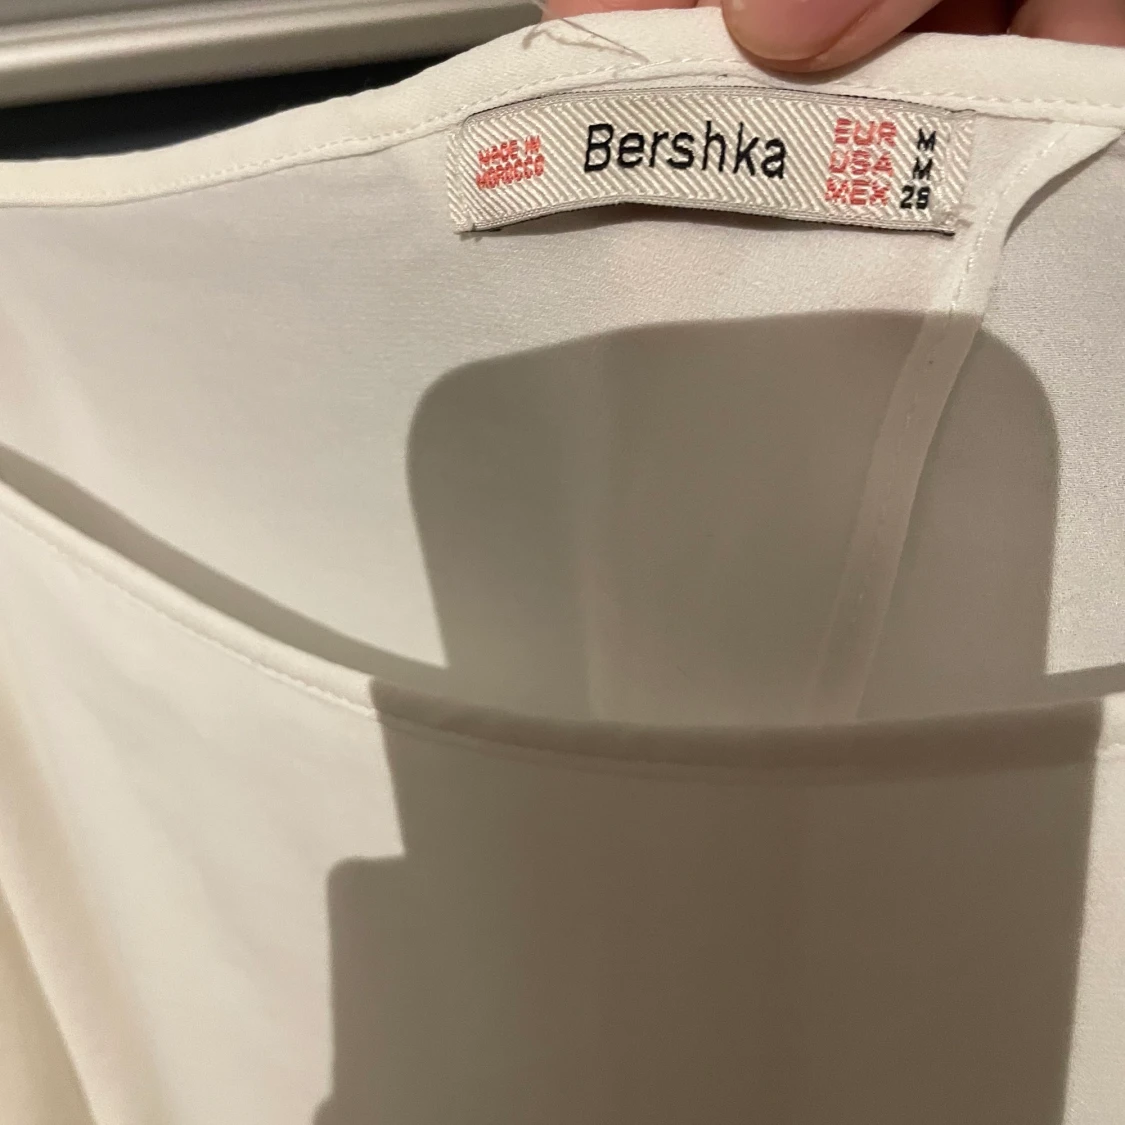 MADE IN
MOROCCO
Bershka
EUR M
USA M
MEX 28